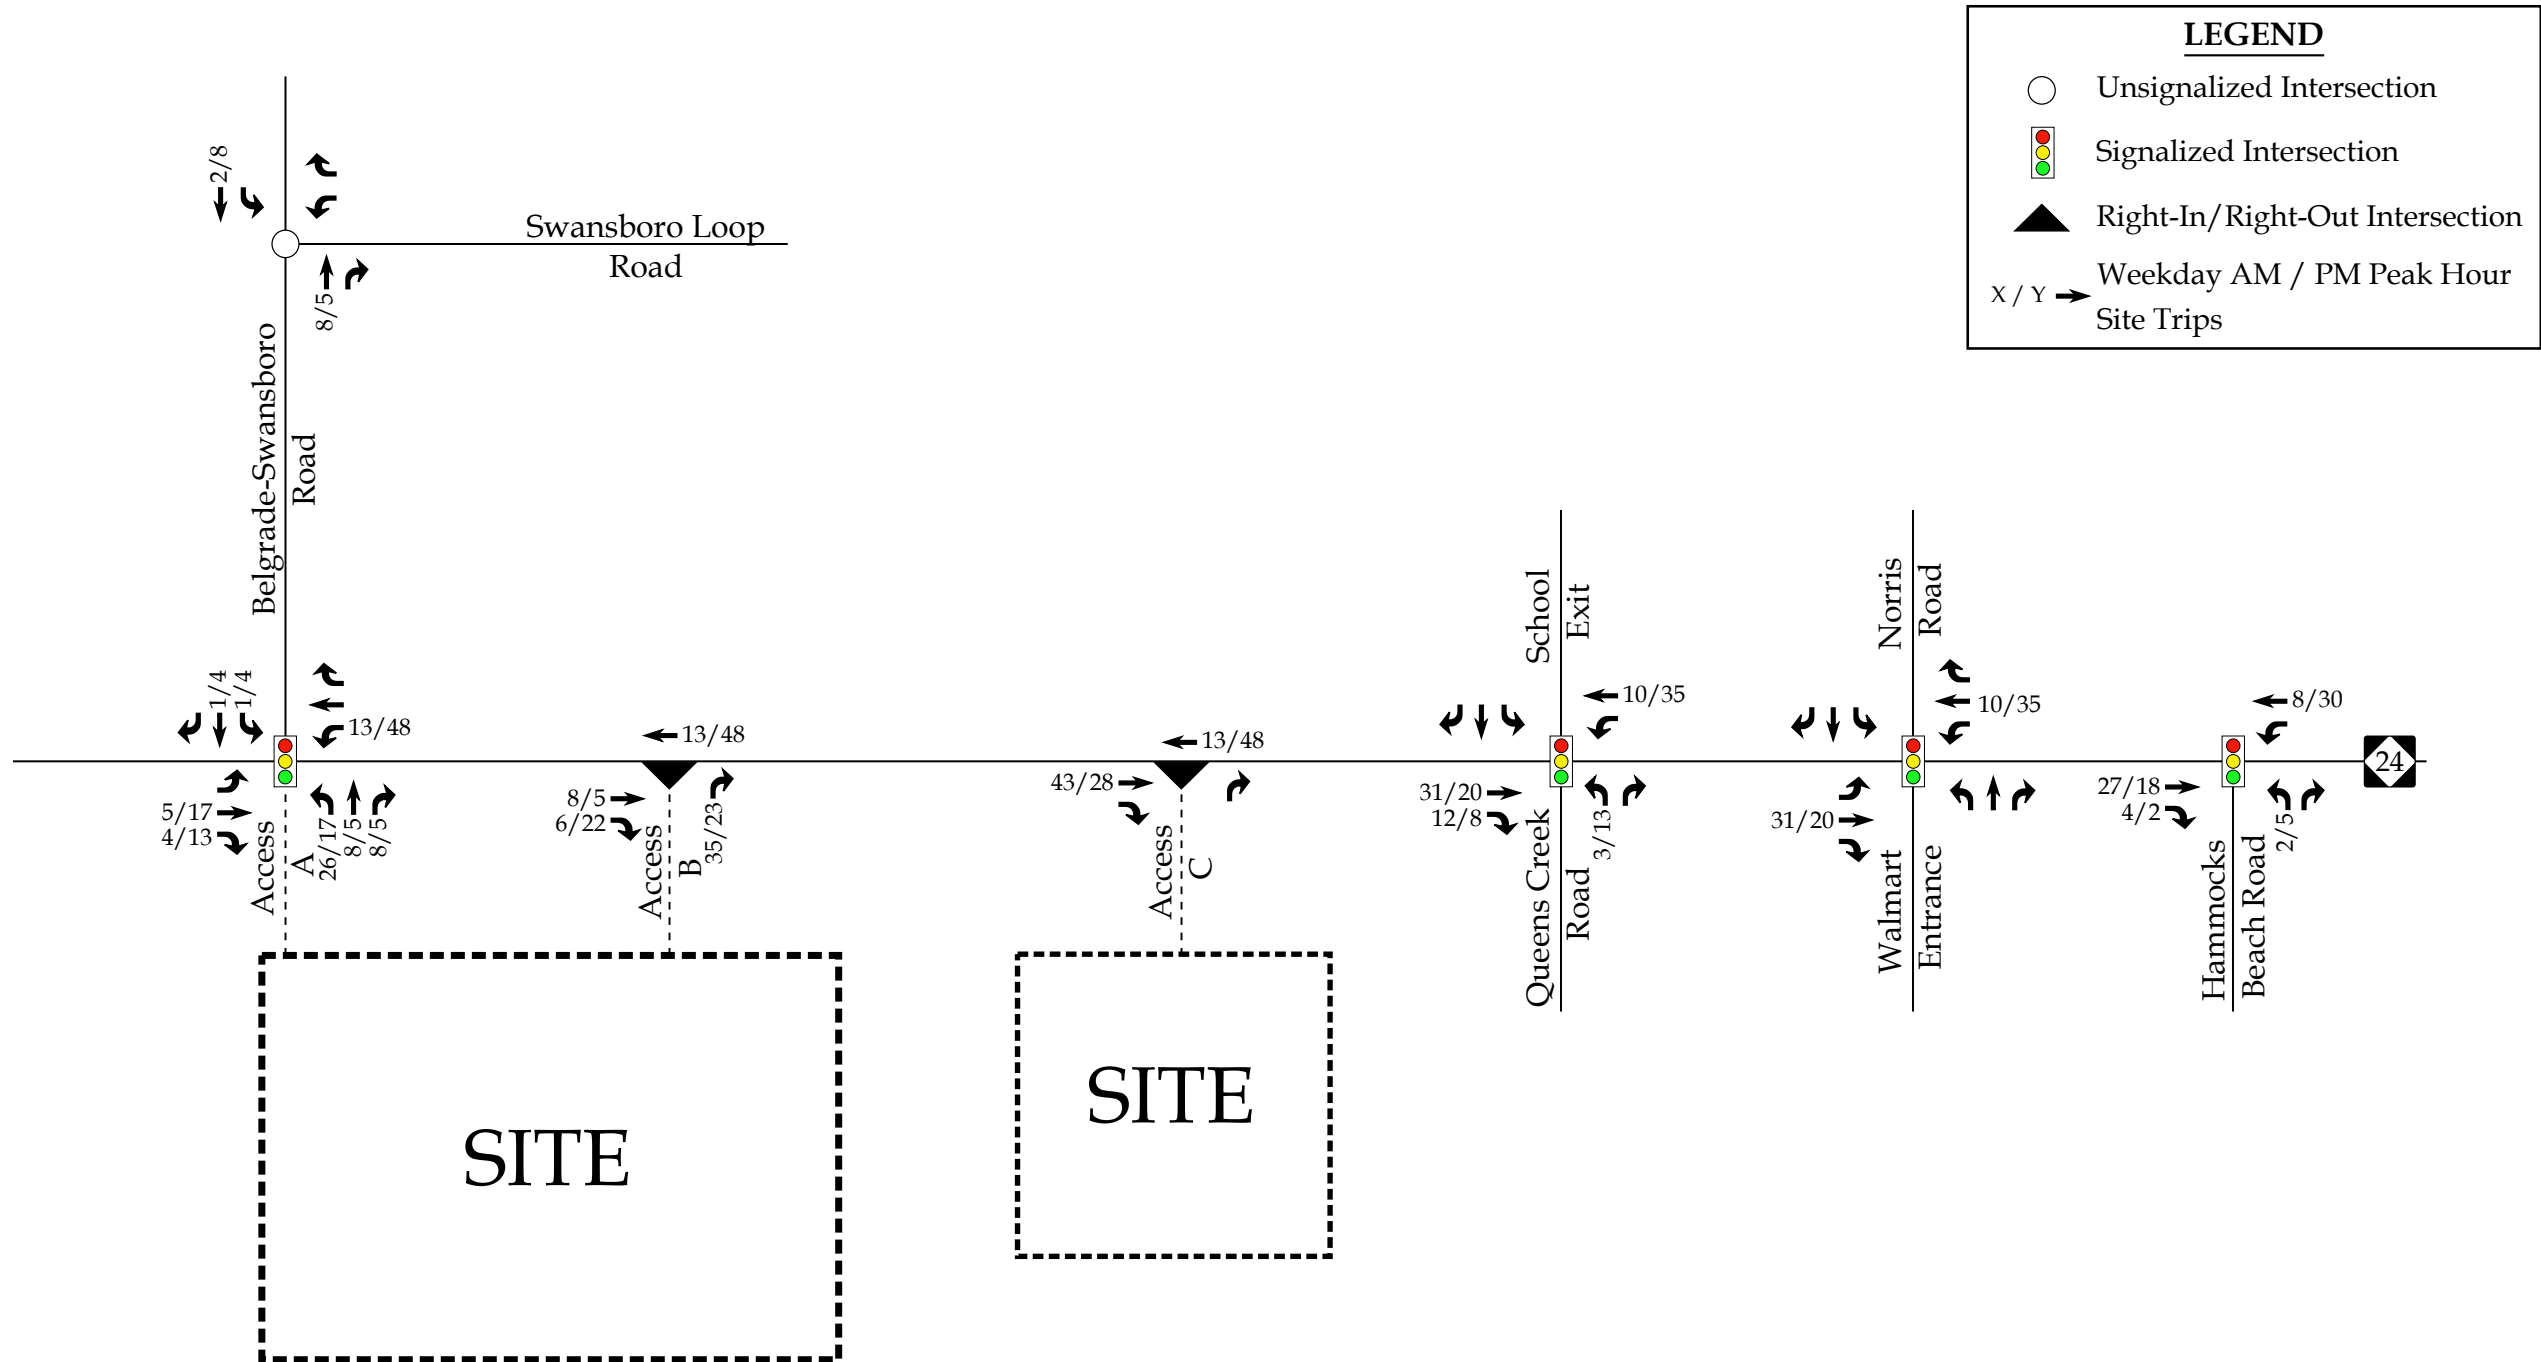 LEGEND
Unsignalized Intersection
Signalized Intersection
Right-In/Right-Out Intersection
X / Y
Weekday AM / PM Peak Hour
Site Trips
2/8
Swansboro Loop
Road
8/5
Belgrade-Swansboro
Road
1/4
1/4
13/48
5/17
4/13
Access
A
26/17
8/5
8/5
13/48
8/5
6/22
Access
B
35/23
13/48
43/28
Access
C
School
Exit
10/35
31/20
12/8
Queens Creek
Road
3/13
Norris
Road
10/35
31/20
Walmart
Entrance
8/30
27/18
4/2
Hammocks
Beach Road
2/5
24
SITE
SITE